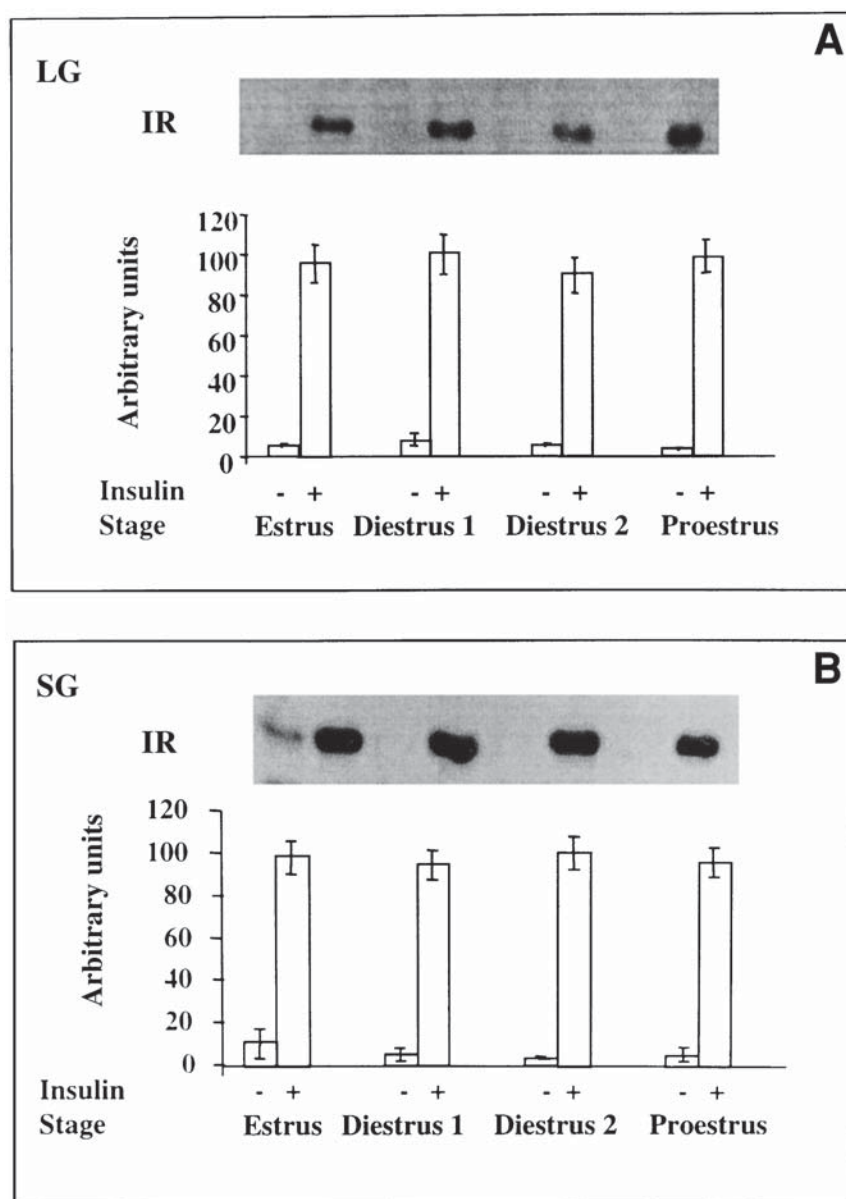 A
LG
IR
120
100
80
60
40
20
0
Arbitrary units
Insulin - + - + - + - +
Stage Estrus Diestrus 1 Diestrus 2 Proestrus
B
SG
IR
120
100
80
60
40
20
0
Arbitrary units
Insulin - + - + - + - +
Stage Estrus Diestrus 1 Diestrus 2 Proestrus